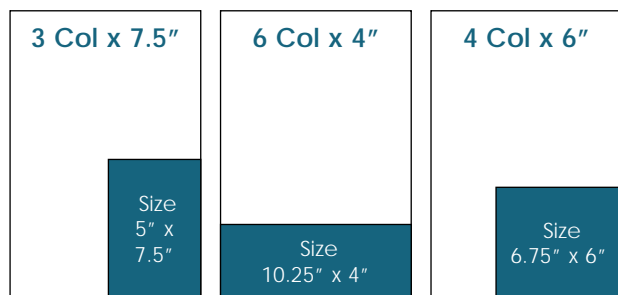 3 Col x 7.5"
Size
5" x
7.5"
6 Col x 4"
Size
10.25" x 4"
4 Col x 6"
Size
6.75" x 6"